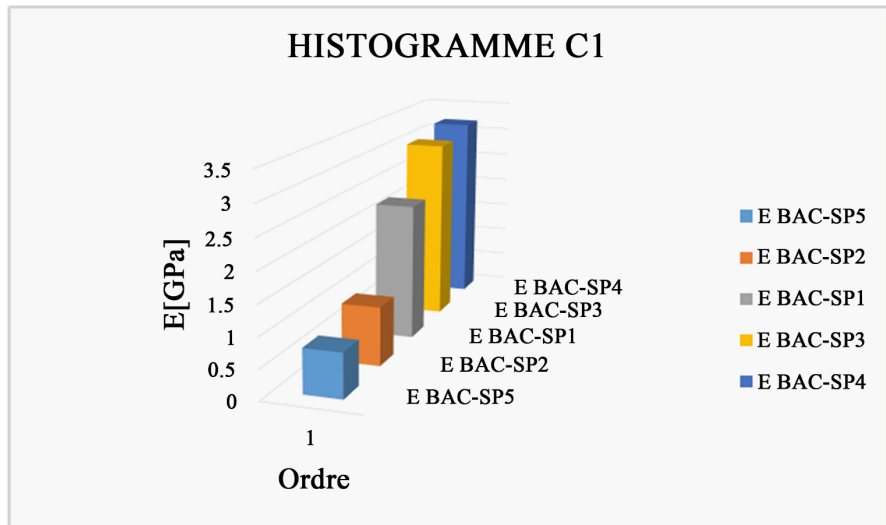 HISTOGRAMME C1
3.5
3
2.5
2
1.5
1
0.5
0
E[GPa]
E BAC-SP4
E BAC-SP3
E BAC-SP1
E BAC-SP2
E BAC-SP5
1
Ordre
E BAC-SP5
E BAC-SP2
E BAC-SP1
E BAC-SP3
E BAC-SP4